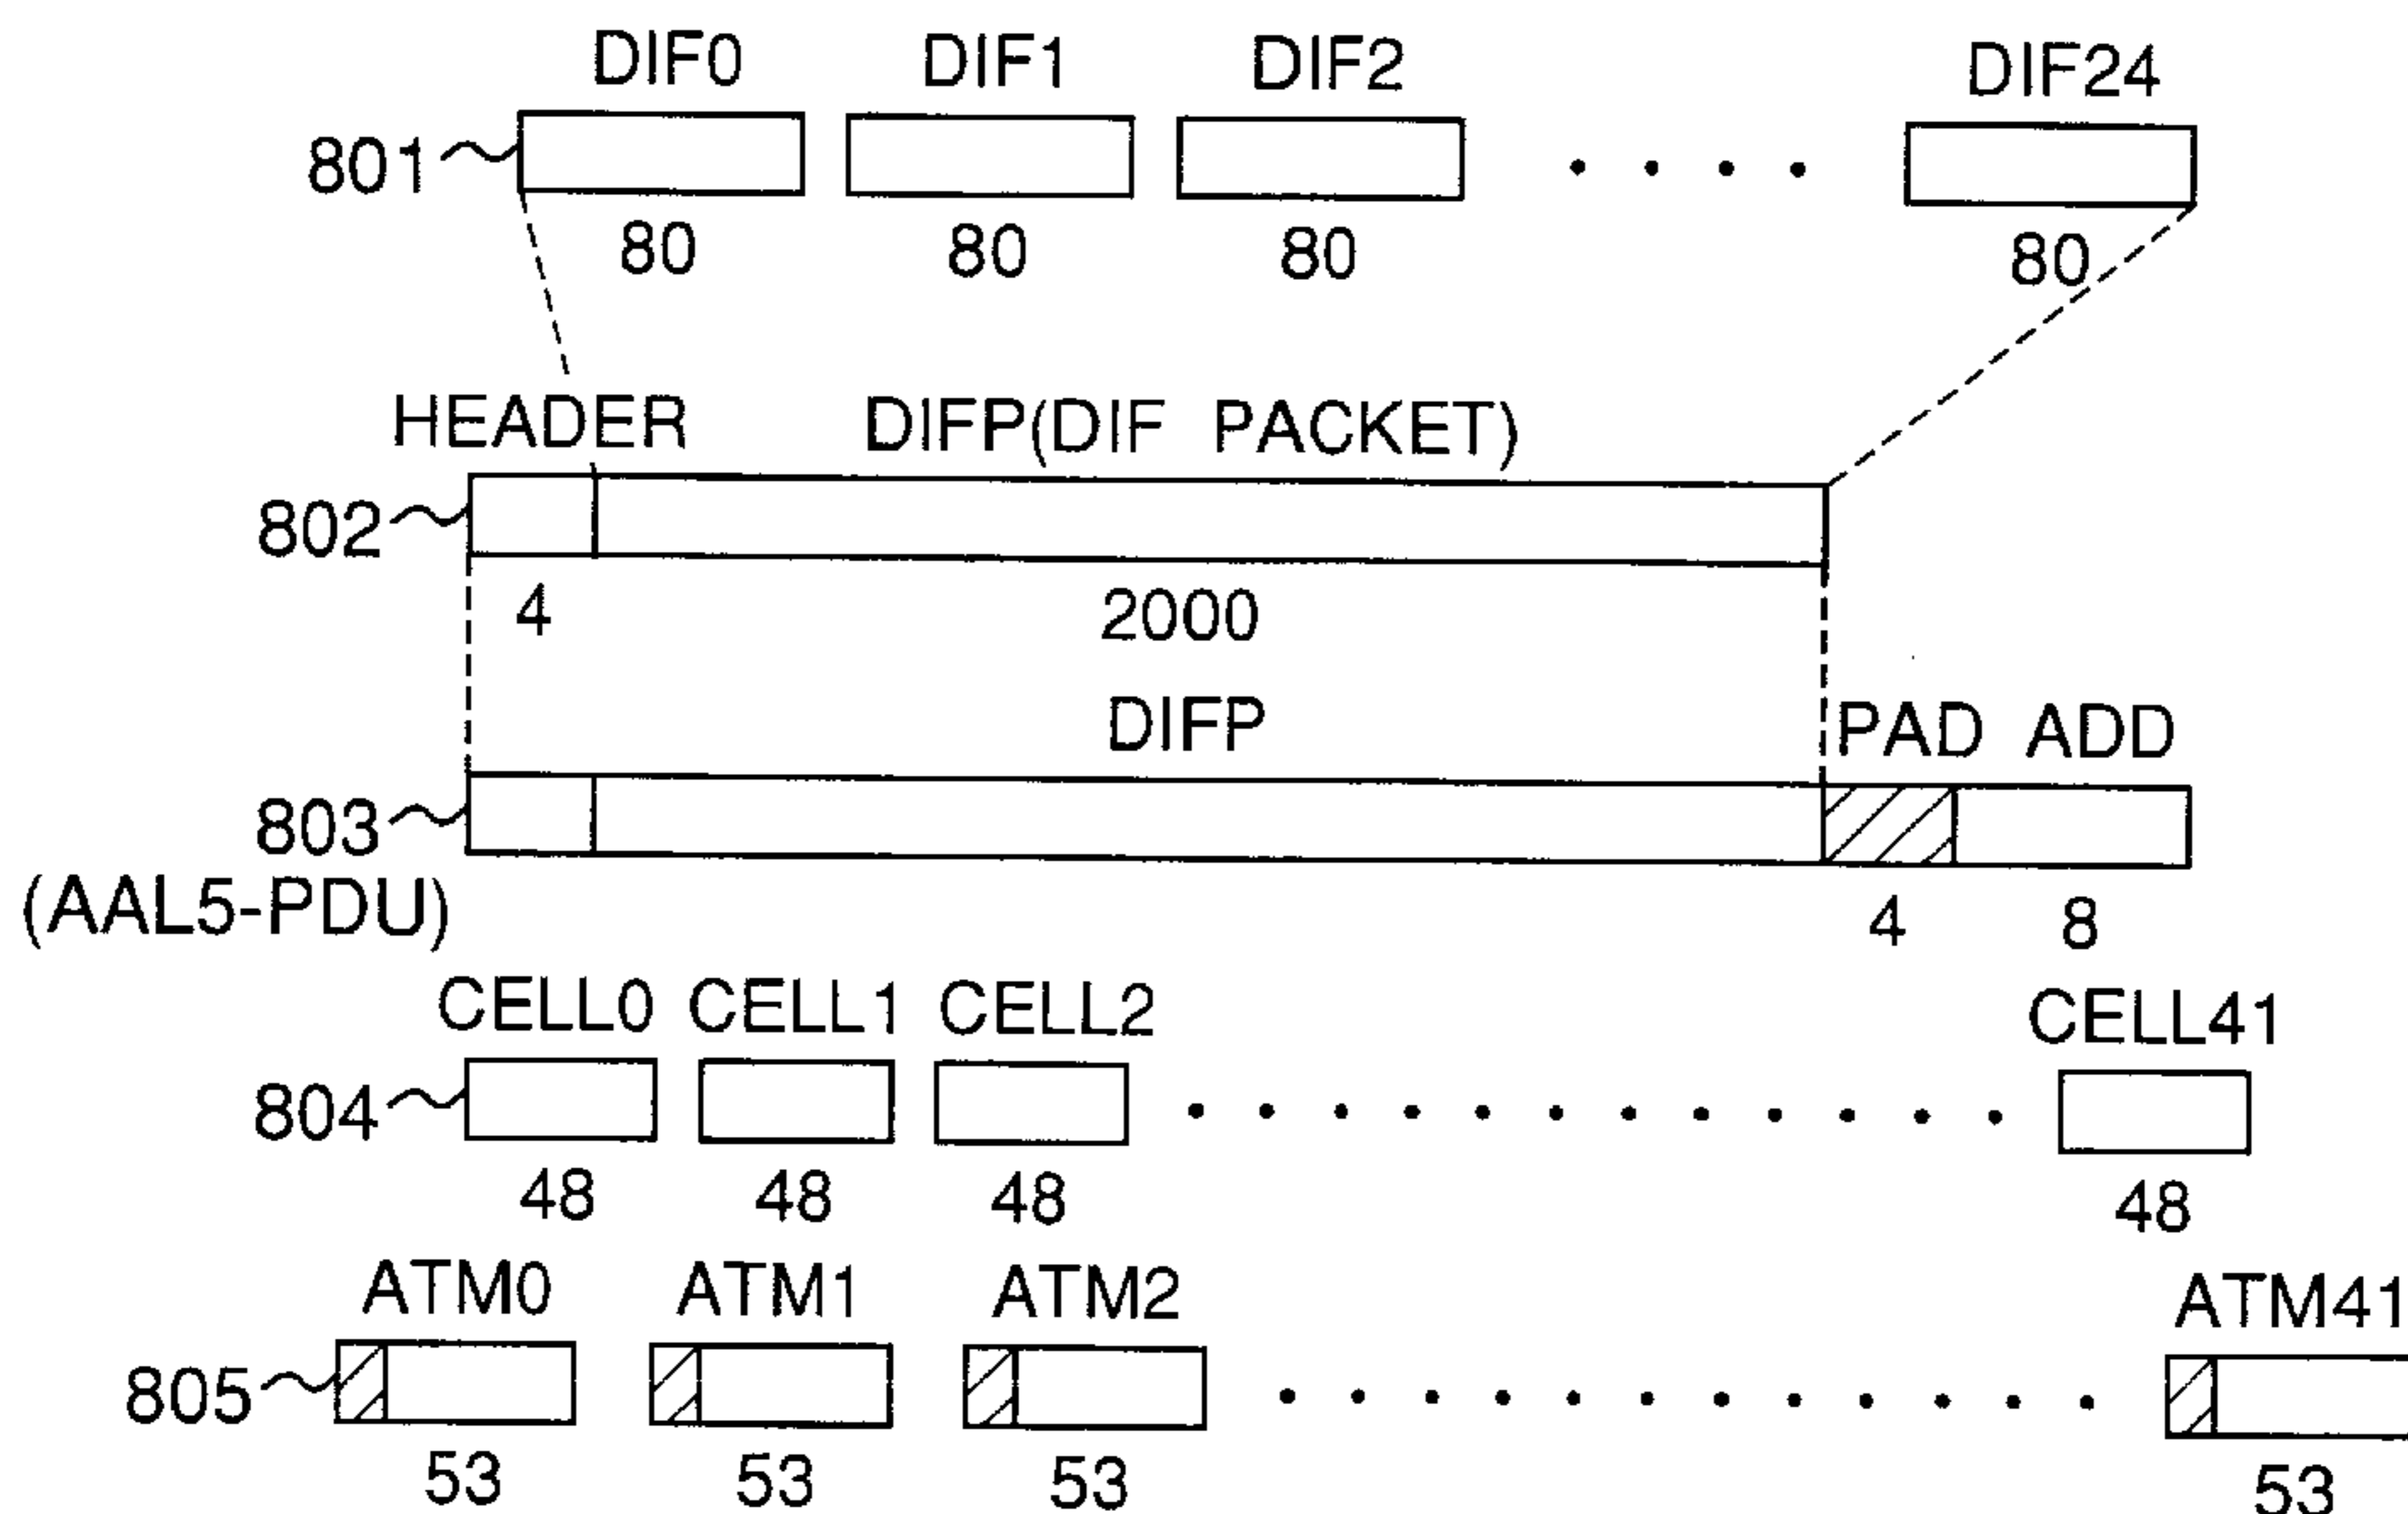 DIF0 DIF1 DIF2 DIF24
801
80 80 80 80
HEADER DIFP(DIF PACKET)
802
4 2000
DIFP PAD ADD
803
(AAL5-PDU) 4 8
CELL0 CELL1 CELL2 CELL41
804
48 48 48 48
ATM0 ATM1 ATM2 ATM41
805
53 53 53 53